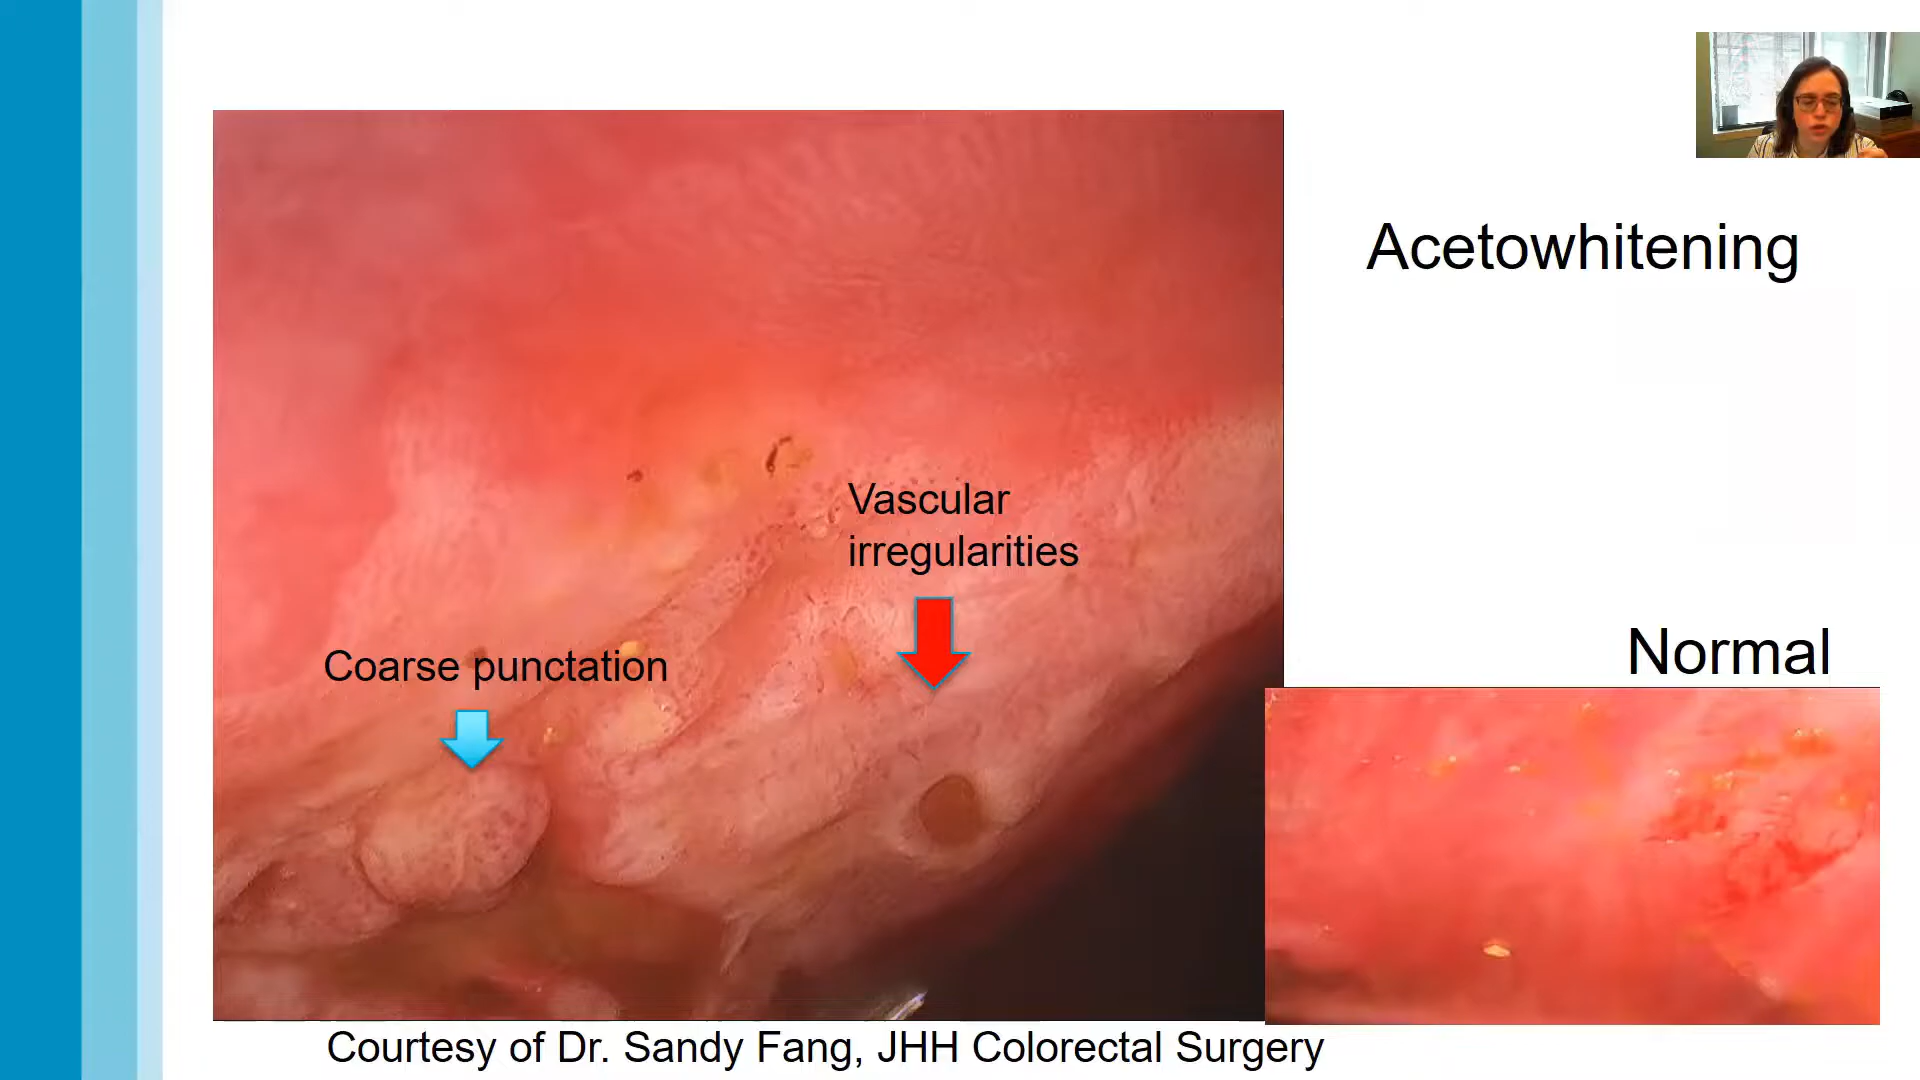 Acetowhitening
Vascular
irregularities
Coarse punctation
Normal
Courtesy of Dr. Sandy Fang, JHH Colorectal Surgery